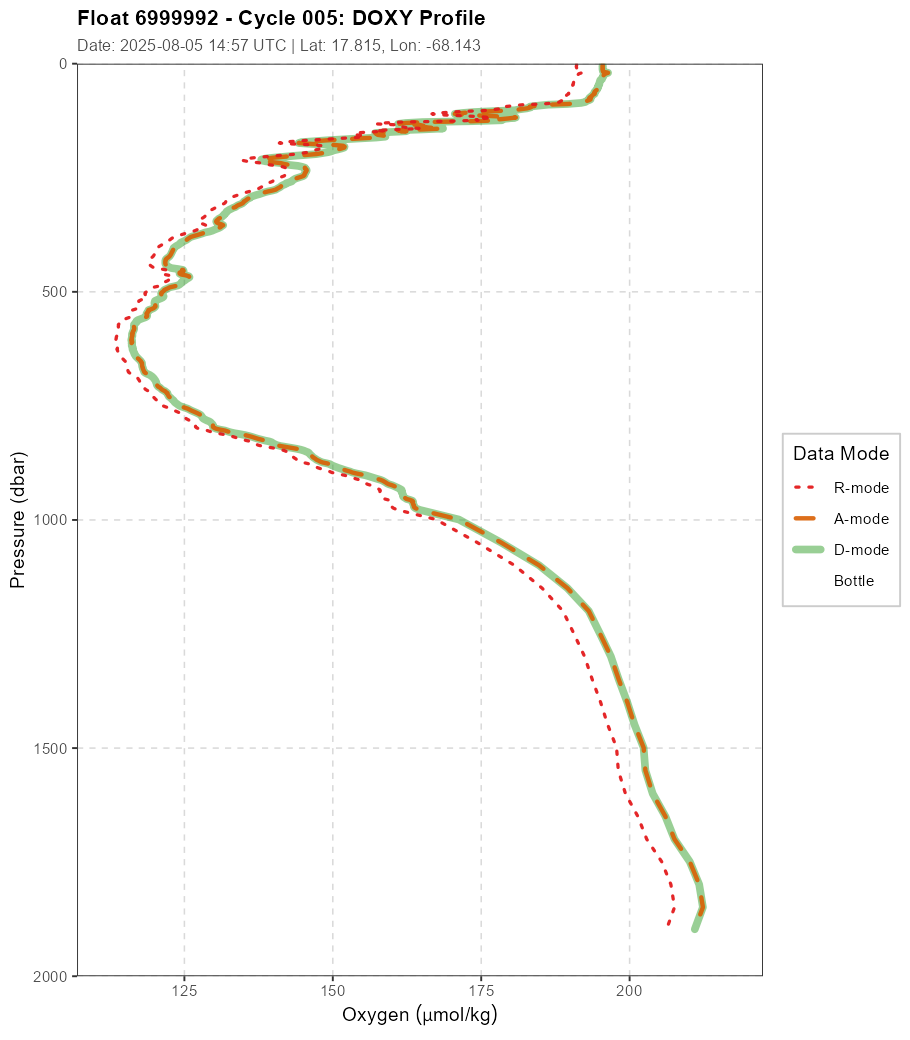 Float 6999992 - Cycle 005: DOXY Profile
Date: 2025-08-05 14:57 UTC | Lat: 17.815, Lon: -68.143
0
500
1000
1500
2000
Pressure (dbar)
125
150
175
200
Oxygen (µmol/kg)
Data Mode
R-mode
A-mode
D-mode
Bottle